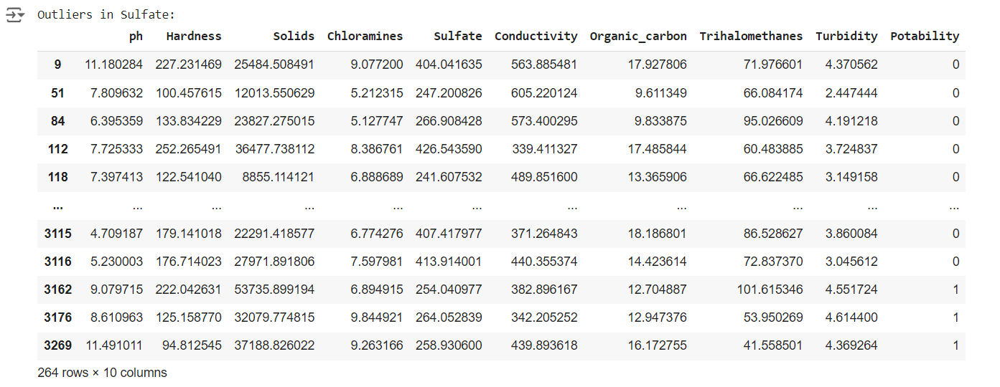 Outliers in Sulfate:
ph Hardness Solids Chloramines Sulfate Conductivity Organic_carbon Trihalomethanes Turbidity Potability
9 11.180284 227.231469 25484.508491 9.077200 404.041635 563.885481 17.927806 71.976601 4.370562 0
51 7.809632 100.457615 12013.550629 5.212315 247.200826 605.220124 9.611349 66.084174 2.447444 0
84 6.395359 133.834229 23827.275015 5.127747 266.908428 573.400295 9.833875 95.026609 4.191218 0
112 7.725333 252.265491 36477.738112 8.386761 426.543590 339.411327 17.485844 60.483885 3.724837 0
118 7.397413 122.541040 8855.114121 6.888689 241.607532 489.851600 13.365906 66.622485 3.149158 0
... ... ... ... ... ... ... ... ... ... ...
3115 4.709187 179.141018 22291.418577 6.774276 407.417977 371.264843 18.186801 86.528627 3.860084 0
3116 5.230003 176.714023 27971.891806 7.597981 413.914001 440.355374 14.423614 72.837370 3.045612 0
3162 9.079715 222.042631 53735.899194 6.894915 254.040977 382.896167 12.704887 101.615346 4.551724 1
3176 8.610963 125.158770 32079.774815 9.844921 264.052839 342.205252 12.947376 53.950269 4.614400 1
3269 11.491011 94.812545 37188.826022 9.263166 258.930600 439.893618 16.172755 41.558501 4.369264 1
264 rows × 10 columns